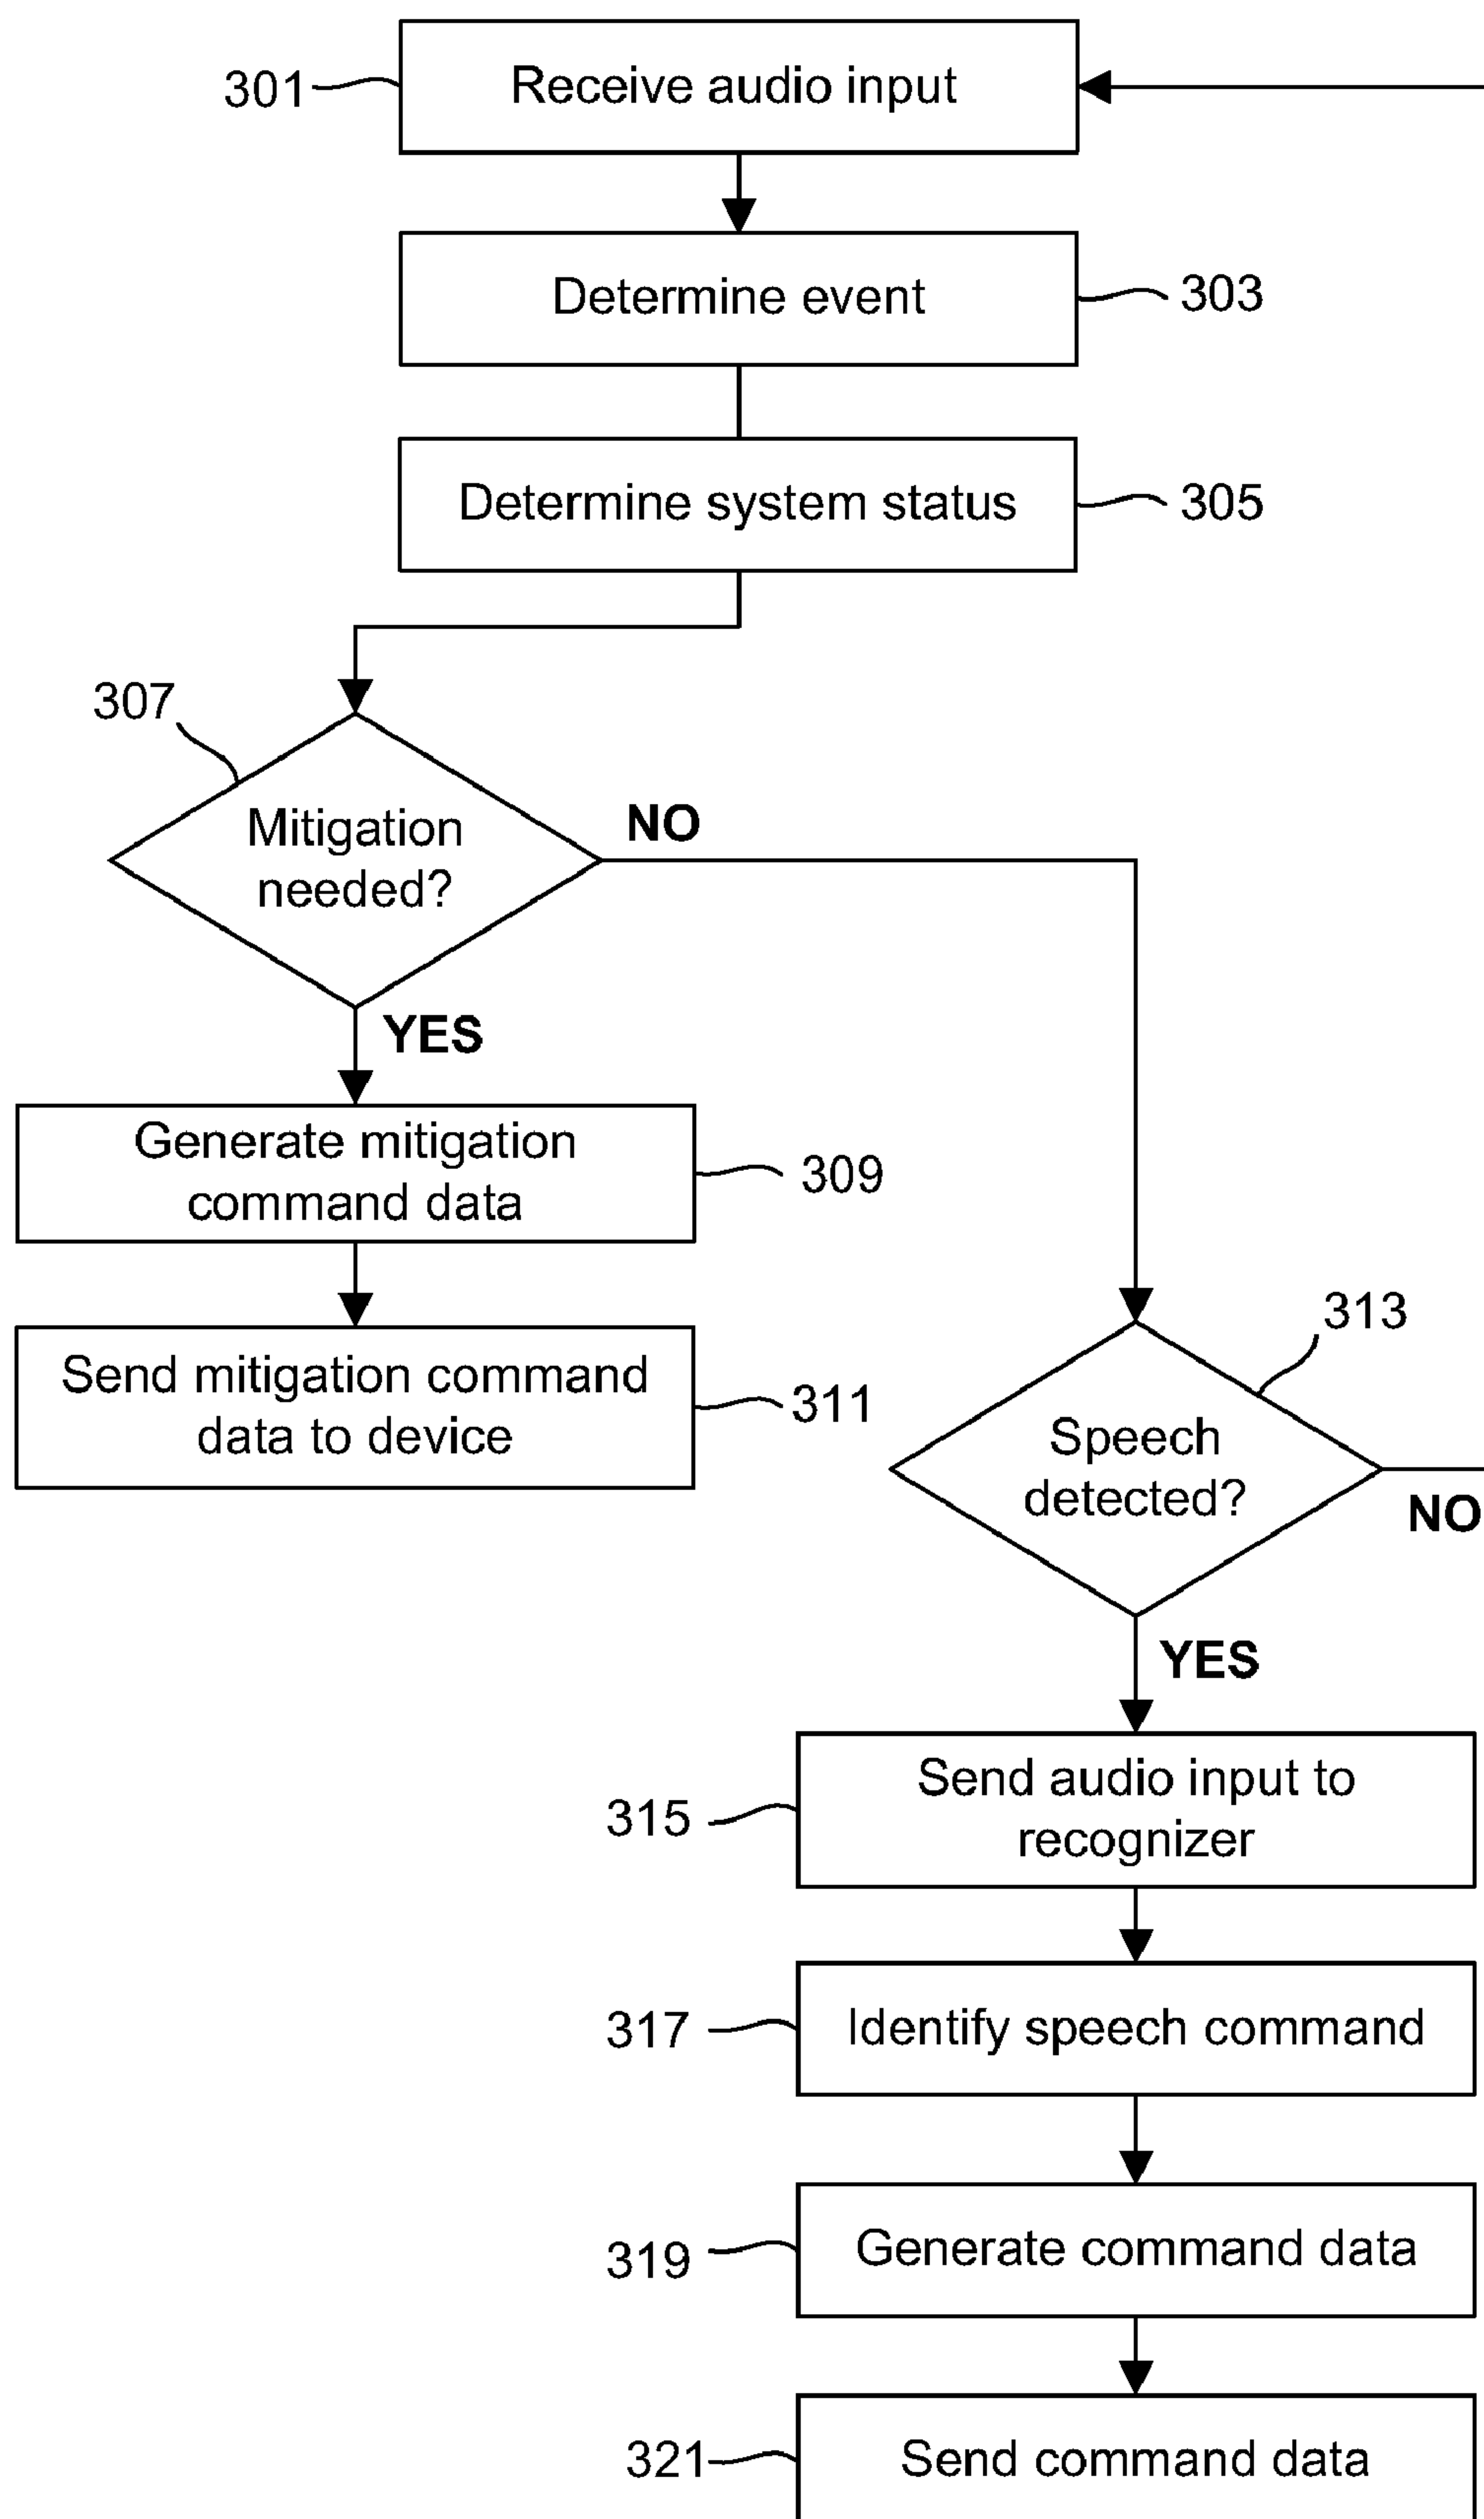 301
Receive audio input
Determine event
303
Determine system status
305
307
Mitigation
needed?
NO
YES
Generate mitigation
command data
309
Send mitigation command
data to device
311
313
Speech
detected?
NO
YES
315
Send audio input to
recognizer
317
Identify speech command
319
Generate command data
321
Send command data